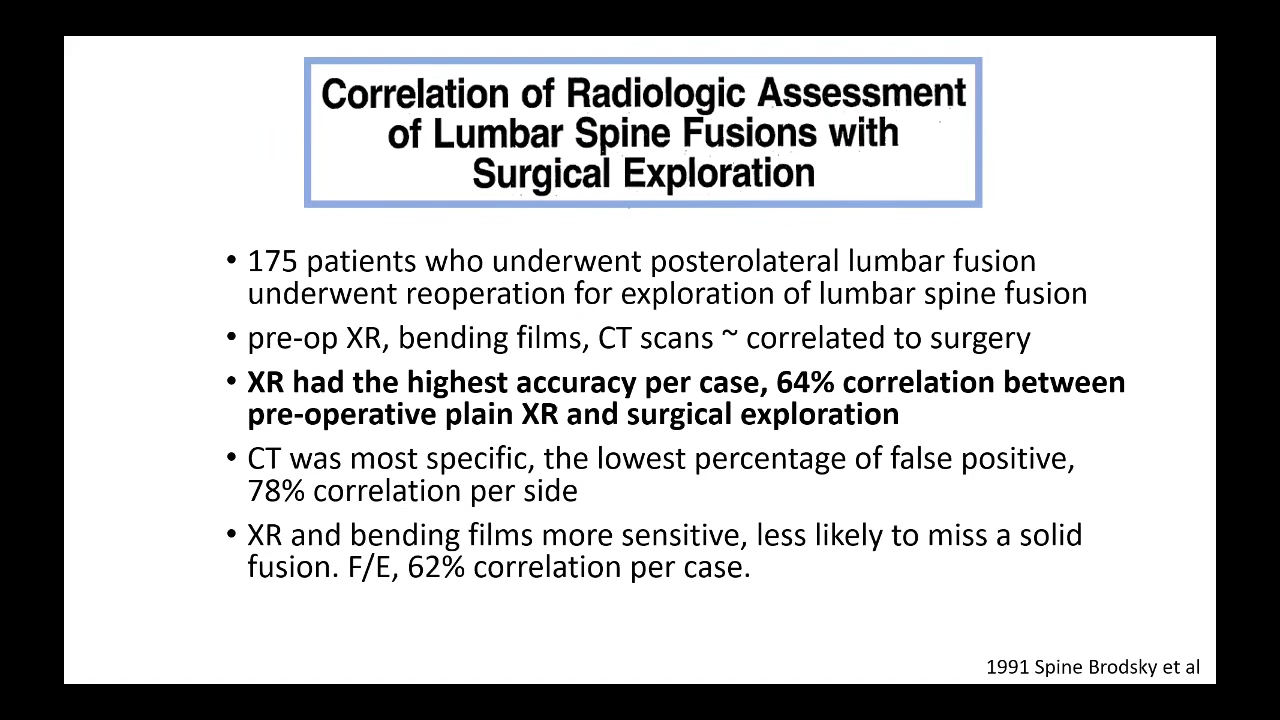 Correlation of Radiologic Assessment
of Lumbar Spine Fusions with
Surgical Exploration
• 175 patients who underwent posterolateral lumbar fusion
underwent reoperation for exploration of lumbar spine fusion
• pre-op XR, bending films, CT scans ~ correlated to surgery
• XR had the highest accuracy per case, 64% correlation between
pre-operative plain XR and surgical exploration
• CT was most specific, the lowest percentage of false positive,
78% correlation per side
• XR and bending films more sensitive, less likely to miss a solid
fusion. F/E, 62% correlation per case.
1991 Spine Brodsky et al